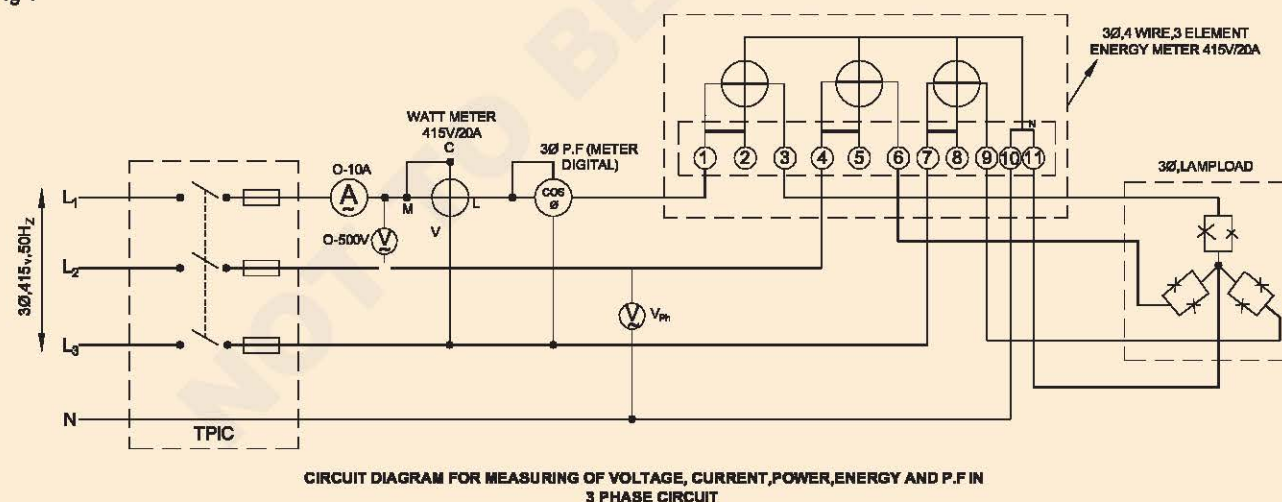 WATT METER
415V/20A
C
3Ø P.F (METER
DIGITAL)
3Ø,4 WIRE,3 ELEMENT
ENERGY METER 415V/20A
N
1 2 3 4 5 6 7 8 9 10 11
3Ø,LAMPLOAD
O-10A
L1
A
M
L
COS
Ø
V
O-500V
V
3Ø,415v,50HZ
L2
V
VPh
L3
N
TPIC
CIRCUIT DIAGRAM FOR MEASURING OF VOLTAGE, CURRENT,POWER,ENERGY AND P.F IN
3 PHASE CIRCUIT